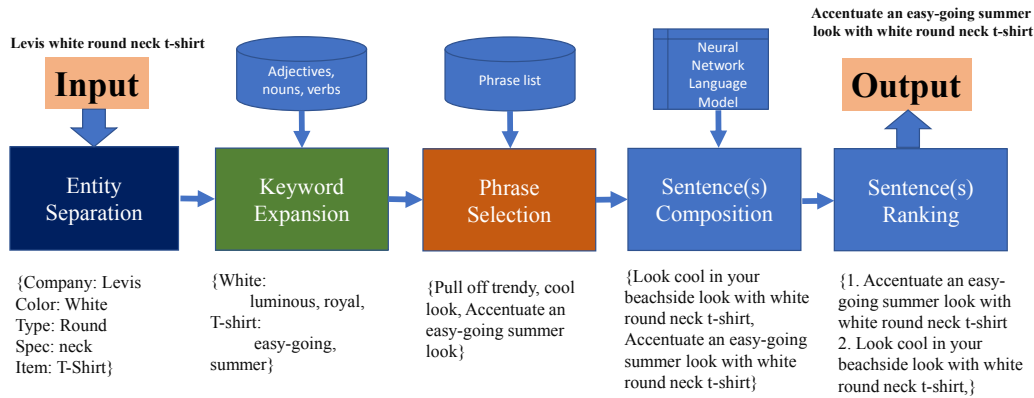 Levis white round neck t-shirt
Input
Adjectives,
nouns, verbs
Phrase list
Neural
Network
Language
Model
Accentuate an easy-going summer
look with white round neck t-shirt
Output
Entity
Separation
Keyword
Expansion
Phrase
Selection
Sentence(s)
Composition
Sentence(s)
Ranking
{Company: Levis
Color: White
Type: Round
Spec: neck
Item: T-Shirt}
{White:
luminous, royal,
T-shirt:
easy-going,
summer}
{Pull off trendy, cool
look, Accentuate an
easy-going summer
look}
{Look cool in your
beachside look with white
round neck t-shirt,
Accentuate an easy-going
summer look with white
round neck t-shirt}
{1. Accentuate an easy-
going summer look with
white round neck t-shirt
2. Look cool in your
beachside look with white
round neck t-shirt,}